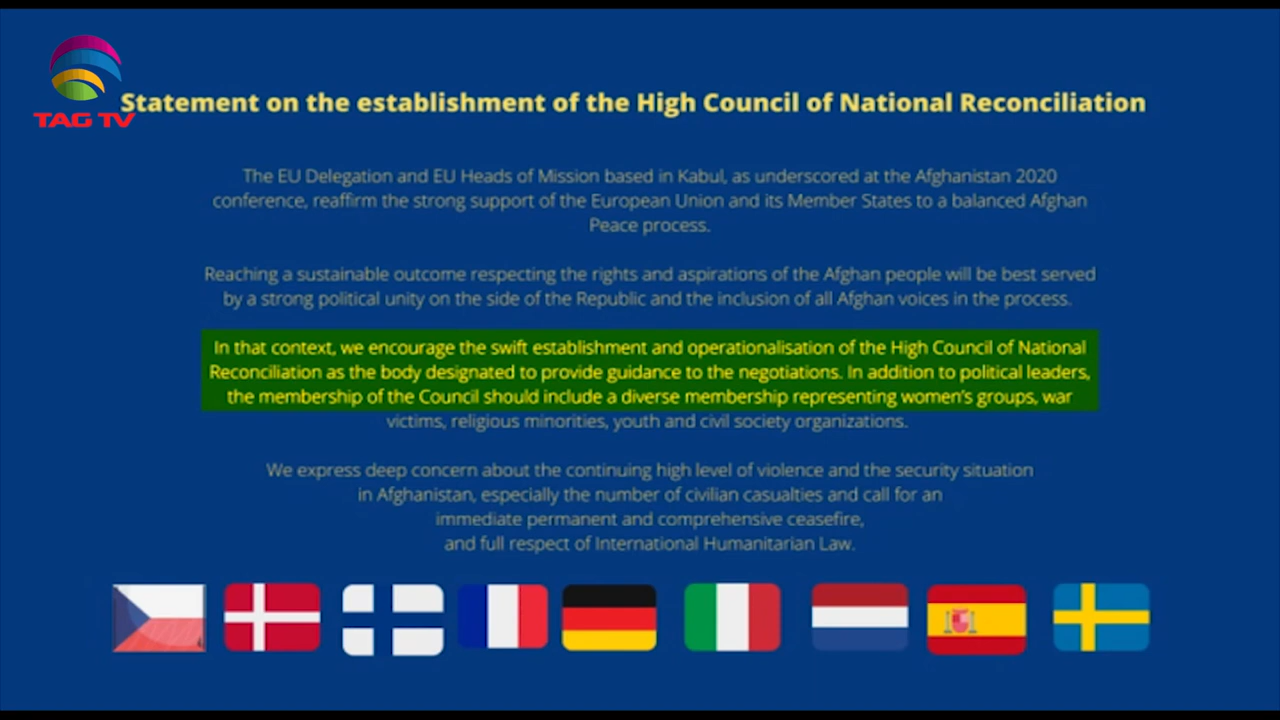 TAG TV
Statement on the establishment of the High Council of National Reconciliation
The EU Delegation and EU Heads of Mission based in Kabul, as underscored at the Afghanistan 2020
conference, reaffirm the strong support of the European Union and its Member States to a balanced Afghan
Peace process.
Reaching a sustainable outcome respecting the rights and aspirations of the Afghan people will be best served
by a strong political unity on the side of the Republic and the inclusion of all Afghan voices in the process.
In that context, we encourage the swift establishment and operationalisation of the High Council of National
Reconciliation as the body designated to provide guidance to the negotiations. In addition to political leaders,
the membership of the Council should include a diverse membership representing women's groups, war
victims, religious minorities, youth and civil society organizations.
We express deep concern about the continuing high level of violence and the security situation
in Afghanistan, especially the number of civilian casualties and call for an
immediate permanent and comprehensive ceasefire,
and full respect of International Humanitarian Law.